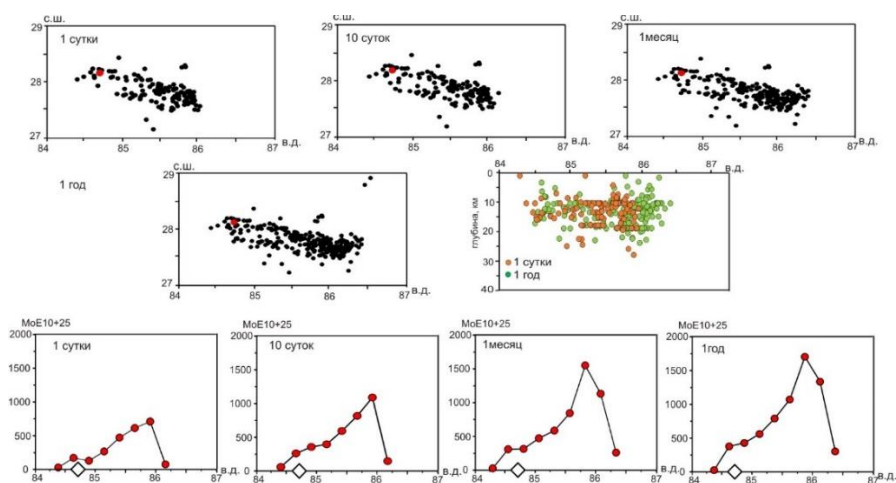 с.ш.
29
1 сутки
28
27
84
85
86
в.д.
с.ш.
29
10 суток
28
27
84
85
86
в.д.
с.ш.
29
1месяц
28
27
84
85
86
87
в.д.
1 год
с.ш.
29
28
27
84
85
86
87
в.д.
84
85
86
87
0
10
20
30
40
глубина, км
1 сутки
1 год
MoE10+25
2000
1 сутки
1500
1000
500
0
84
85
86
87
в.д.
MoE10+25
2000
10 суток
1500
1000
500
0
84
85
86
87
в.д.
MoE10+25
2000
1месяц
1500
1000
500
0
84
85
86
87
в.д.
MoE10+25
2000
1год
1500
1000
500
0
84
85
86
87
в.д.